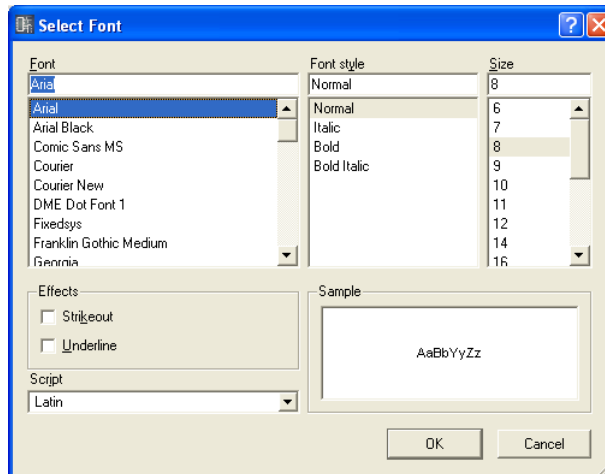 Select Font
Font
Arial
Arial
Arial Black
Comic Sans MS
Courier
Courier New
DME Dot Font 1
Fixedsys
Franklin Gothic Medium
Georgia
Font style
Normal
Normal
Italic
Bold
Bold Italic
Size
8
6
7
8
9
10
11
12
14
16
Effects
Strikeout
Underline
Sample
AaBbYyZz
Script
Latin
OK
Cancel